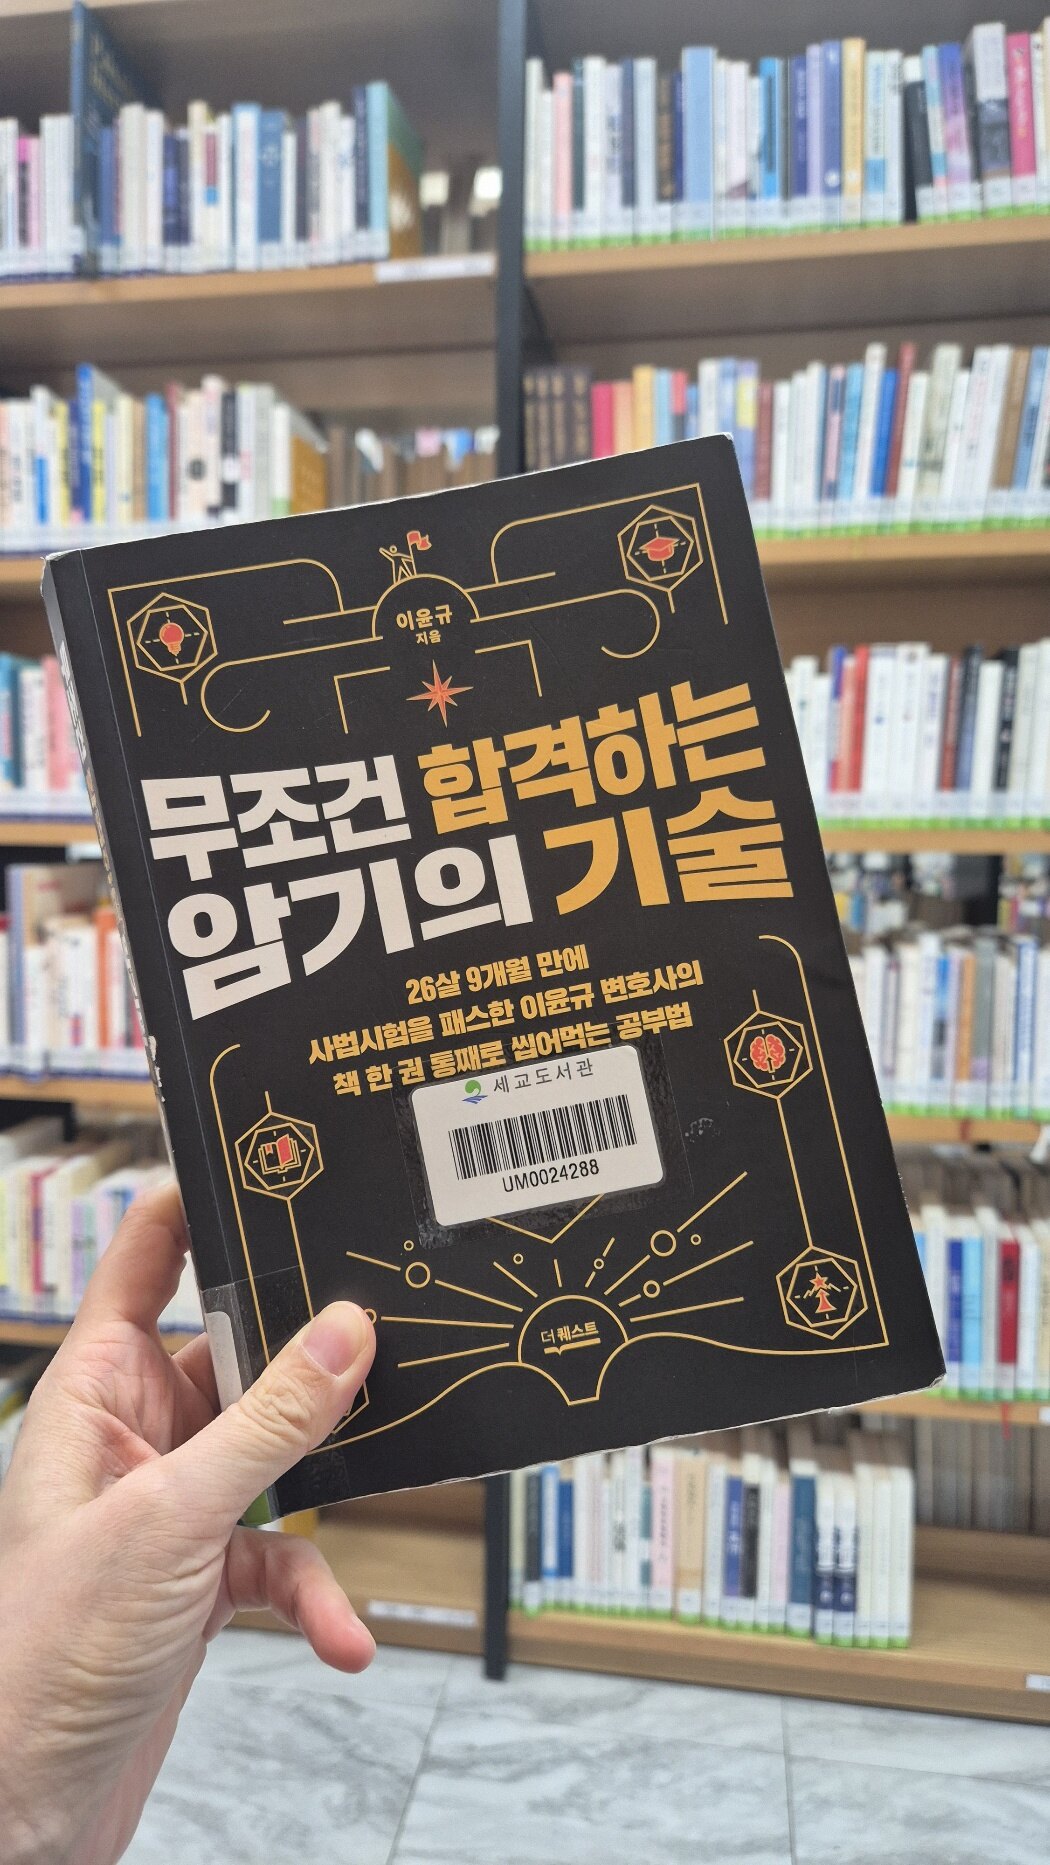 이윤규
지음
무조건 합격하는
암기의 기술
26살 9개월 만에
사법시험을 패스한 이윤규 변호사의
책 한 권 통째로 씹어먹는 공부법
세교도서관
UM0024288
더퀘스트